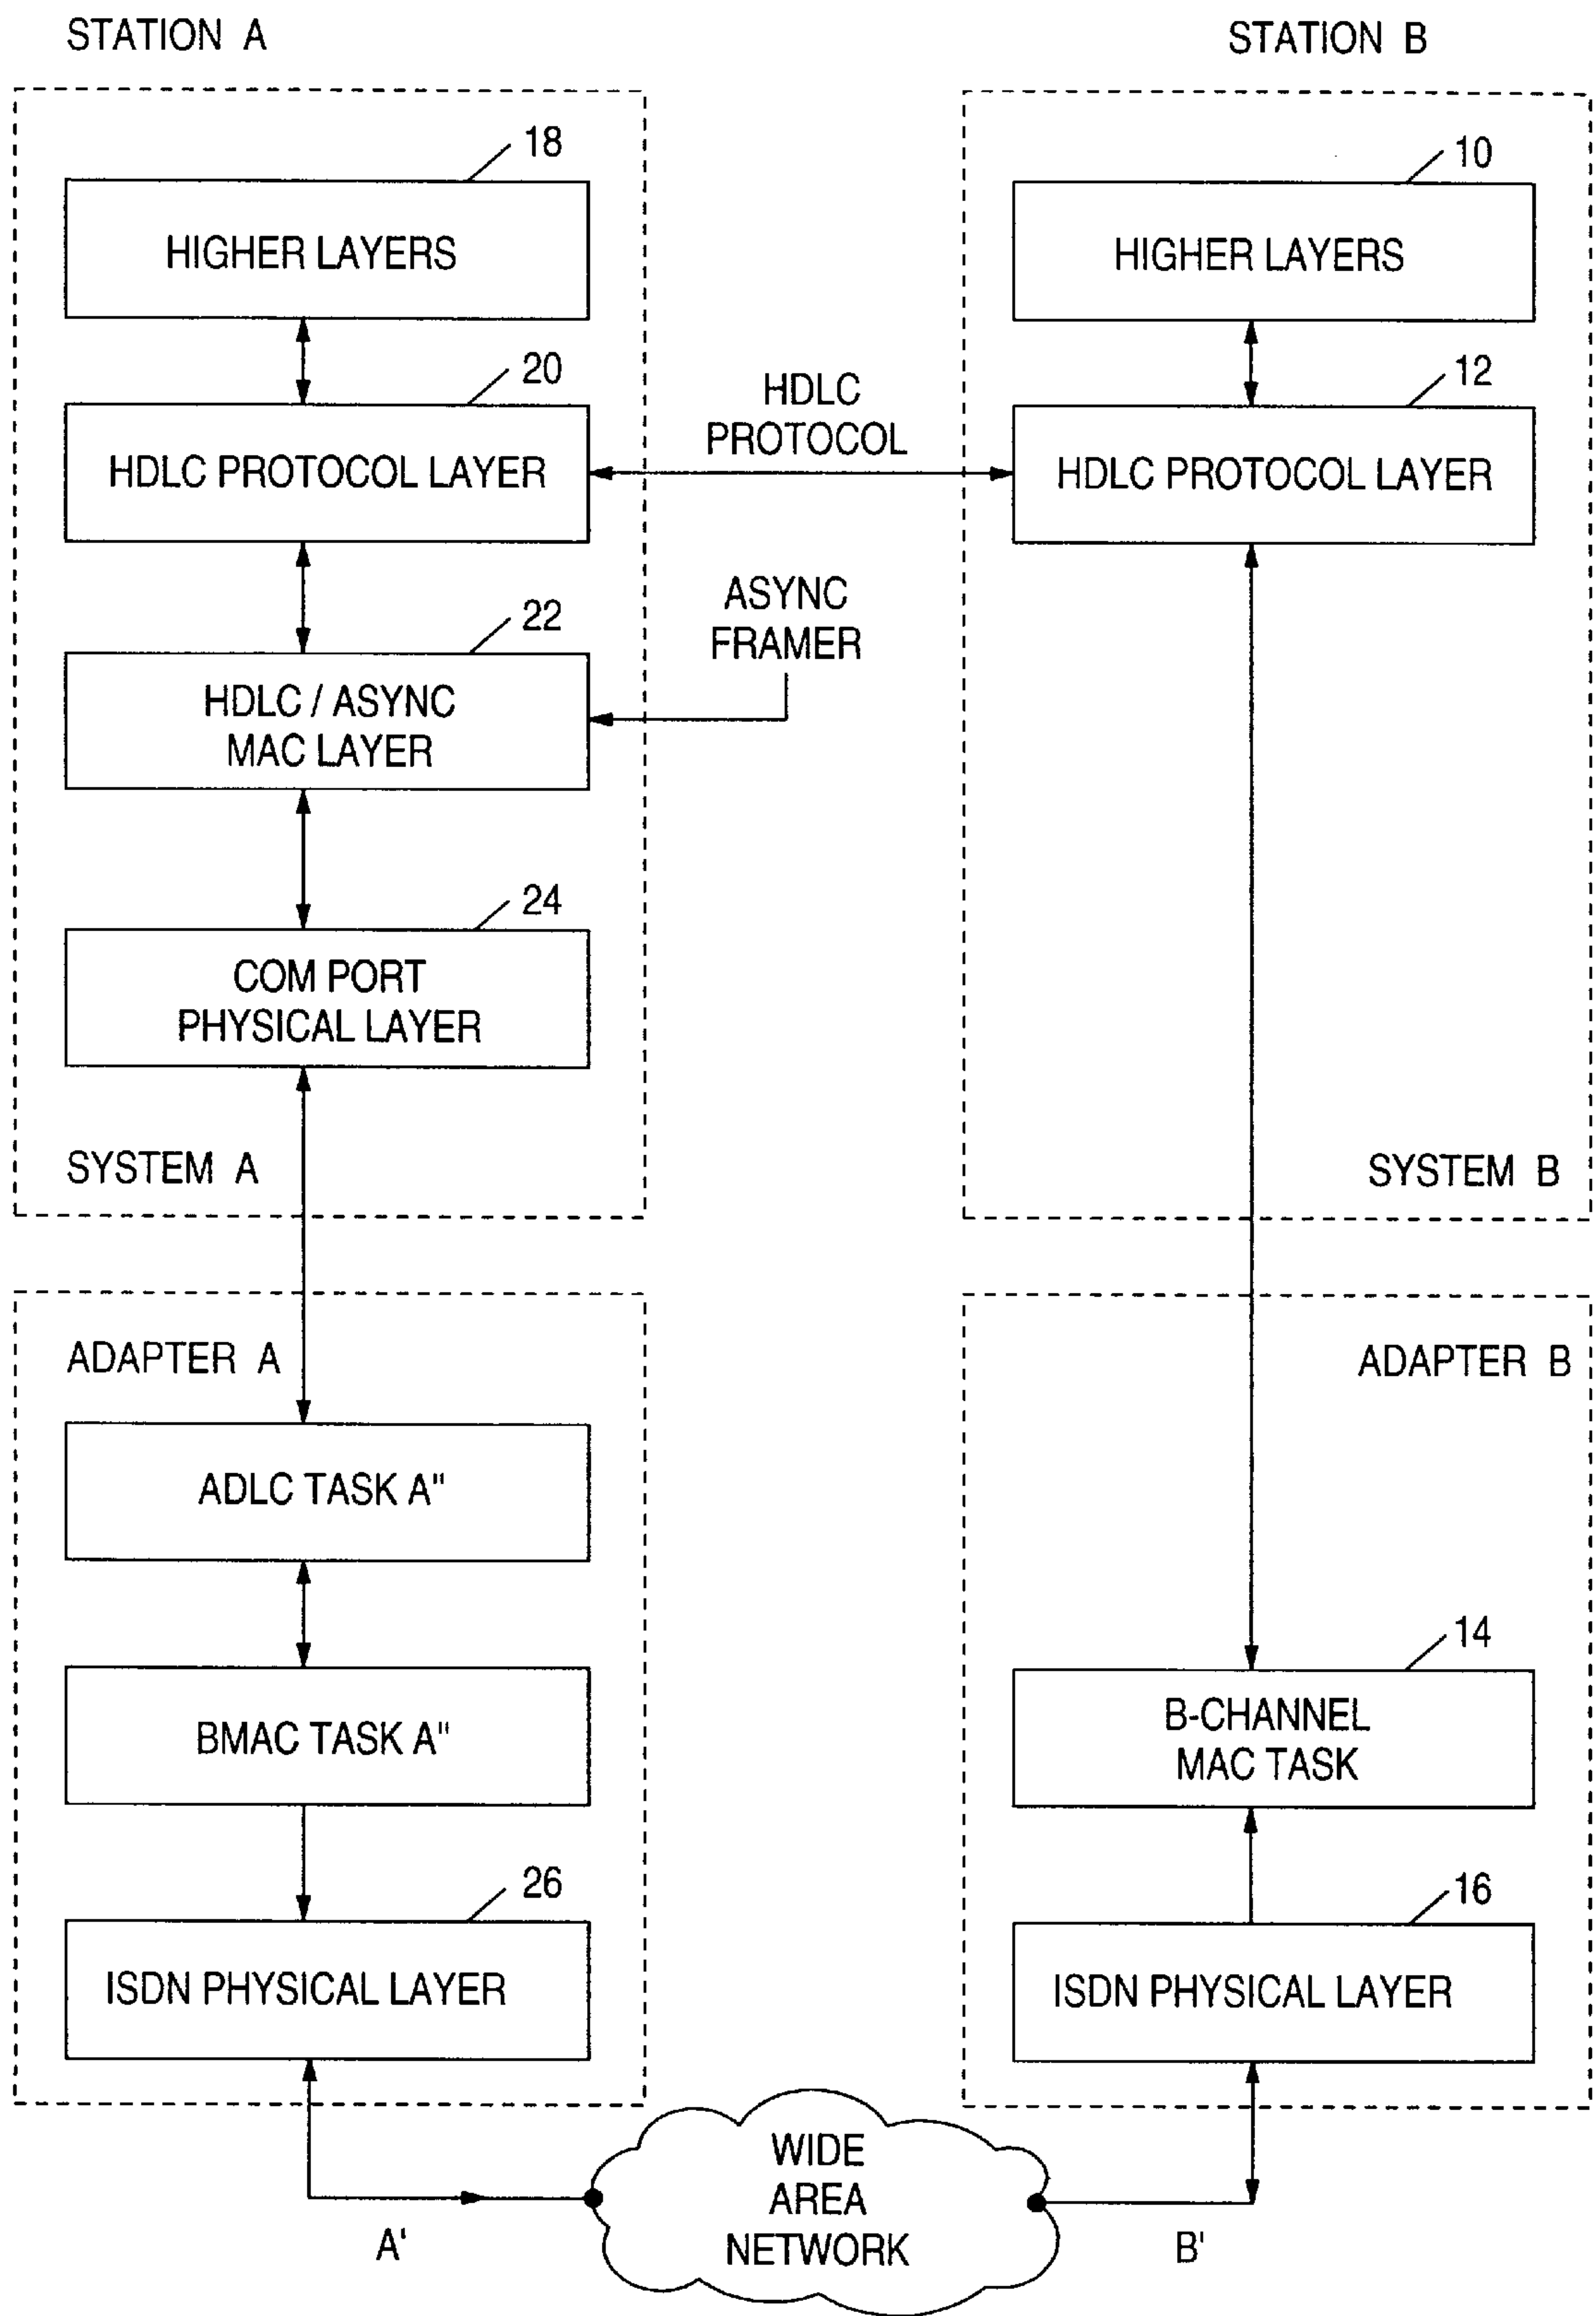 STATION A
STATION B
18
HIGHER LAYERS
10
HIGHER LAYERS
20
HDLC PROTOCOL LAYER
HDLC
PROTOCOL
12
HDLC PROTOCOL LAYER
22
HDLC / ASYNC
MAC LAYER
ASYNC
FRAMER
24
COM PORT
PHYSICAL LAYER
SYSTEM A
SYSTEM B
ADAPTER A
ADAPTER B
ADLC TASK A"
BMAC TASK A"
14
B-CHANNEL
MAC TASK
26
ISDN PHYSICAL LAYER
16
ISDN PHYSICAL LAYER
A'
WIDE
AREA
NETWORK
B'